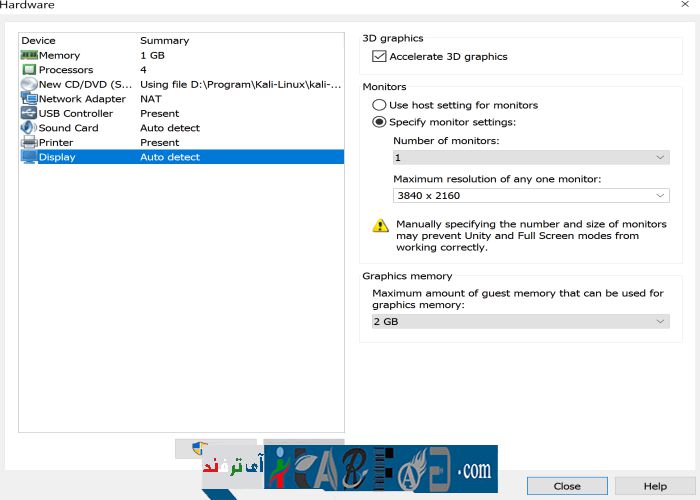 Hardware
Device Summary
Memory 1 GB
Processors 4
New CD/DVD (S... Using file D:\Program\Kali-Linux\kali-...
Network Adapter NAT
USB Controller Present
Sound Card Auto detect
Printer Present
Display Auto detect
3D graphics
Accelerate 3D graphics
Monitors
Use host setting for monitors
Specify monitor settings:
Number of monitors:
1
Maximum resolution of any one monitor:
3840 x 2160
Manually specifying the number and size of monitors
may prevent Unity and Full Screen modes from
working correctly.
Graphics memory
Maximum amount of guest memory that can be used for
graphics memory:
2 GB
آی ترفند
.com
Close Help